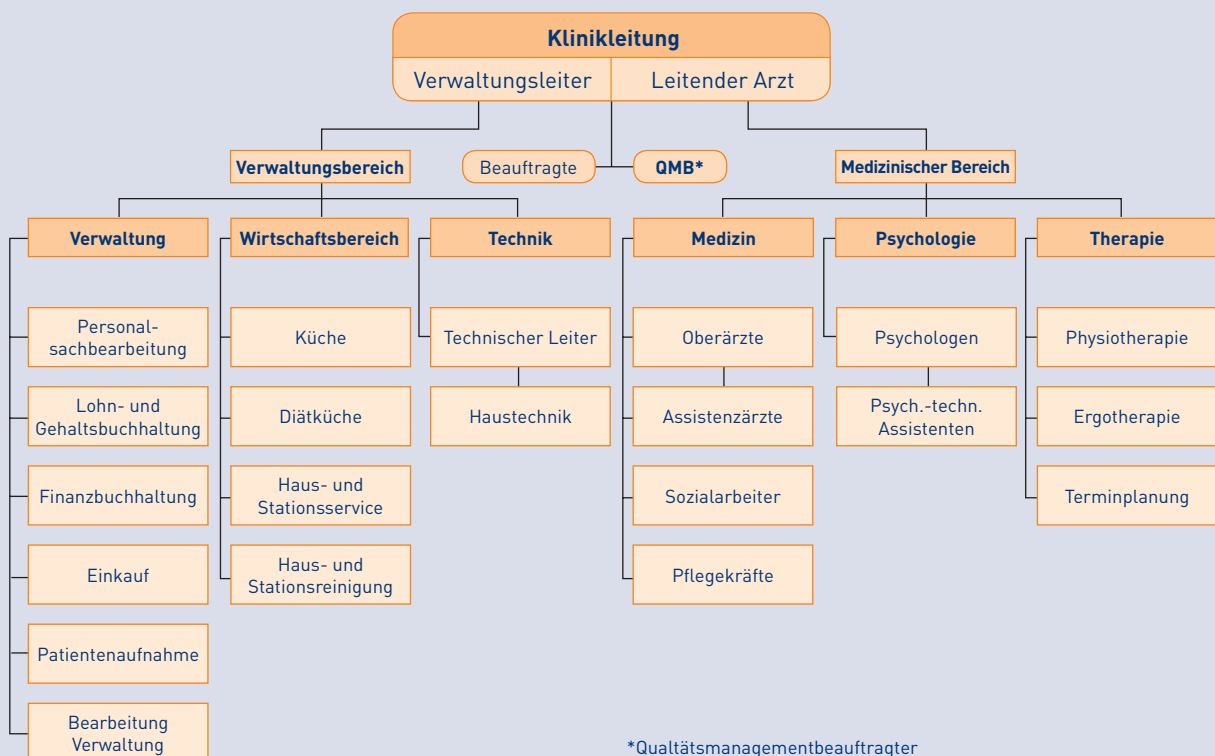 Klinikleitung
Verwaltungsleiter
Leitender Arzt
Verwaltungsbereich
Beauftragte
QMB*
Medizinischer Bereich
Verwaltung
Wirtschaftsbereich
Technik
Medizin
Psychologie
Therapie
Personal-
sachbearbeitung
Küche
Technischer Leiter
Oberärzte
Psychologen
Physiotherapie
Lohn- und
Gehaltsbuchhaltung
Diätküche
Haustechnik
Assistenzärzte
Psych.-techn.
Assistenten
Ergotherapie
Finanzbuchhaltung
Haus- und
Stationsservice
Sozialarbeiter
Terminplanung
Einkauf
Haus- und
Stationsreinigung
Pflegekräfte
Patientenaufnahme
Bearbeitung
Verwaltung
*Qualtätsmanagementbeauftragter